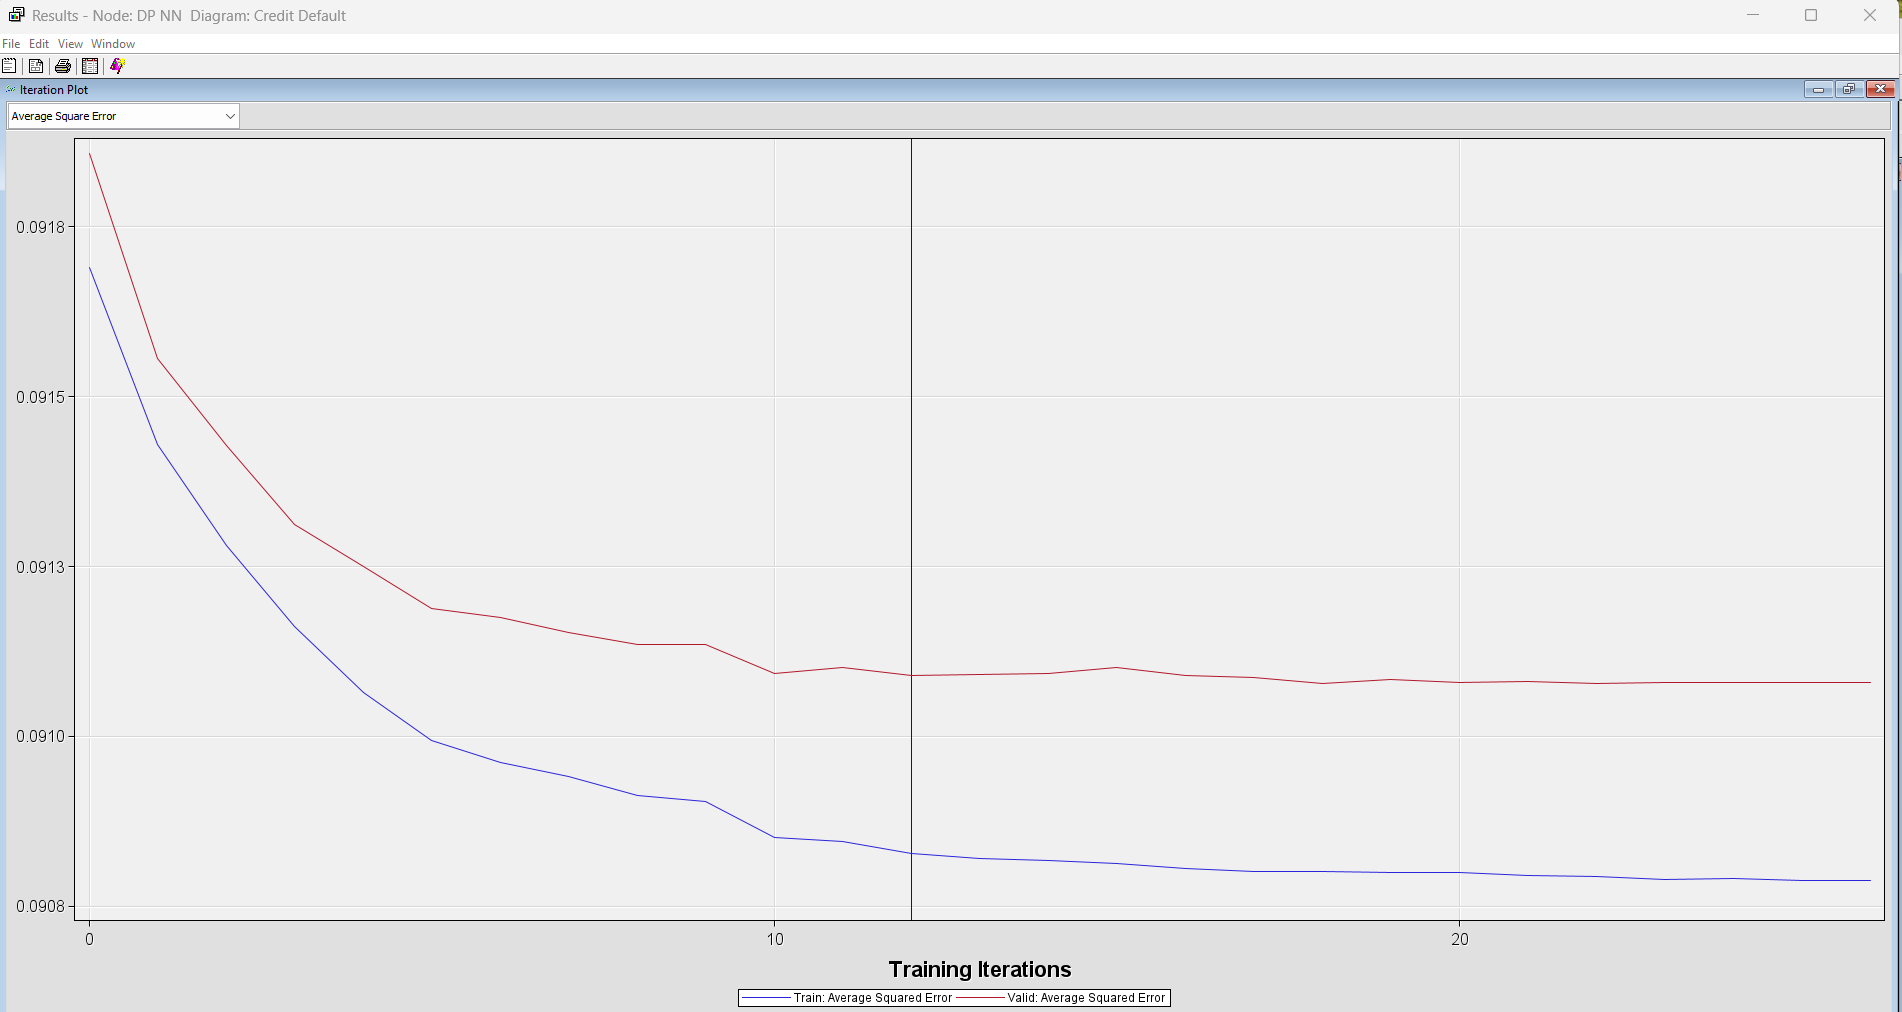 Results - Node: DP NN  Diagram: Credit Default
File Edit View Window
Iteration Plot
Average Square Error
0.0918
0.0915
0.0913
0.0910
0.0908
0 10 20
Training Iterations
Train: Average Squared Error Valid: Average Squared Error